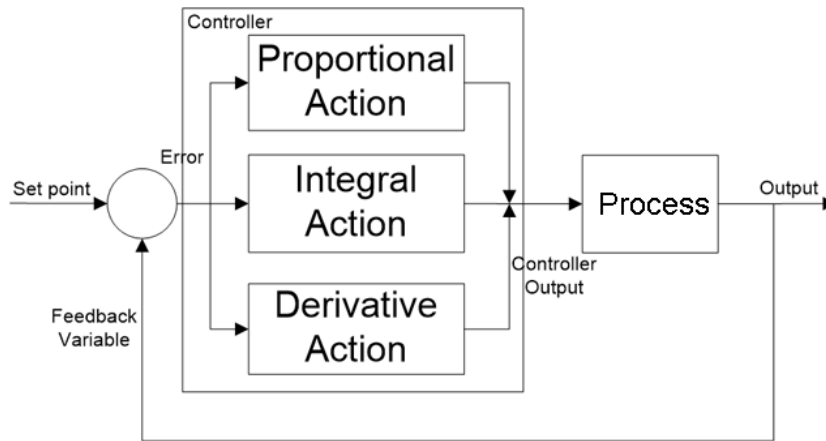 Controller
Proportional
Action
Error
Set point
Integral
Action
Process
Output
Controller
Output
Feedback
Variable
Derivative
Action